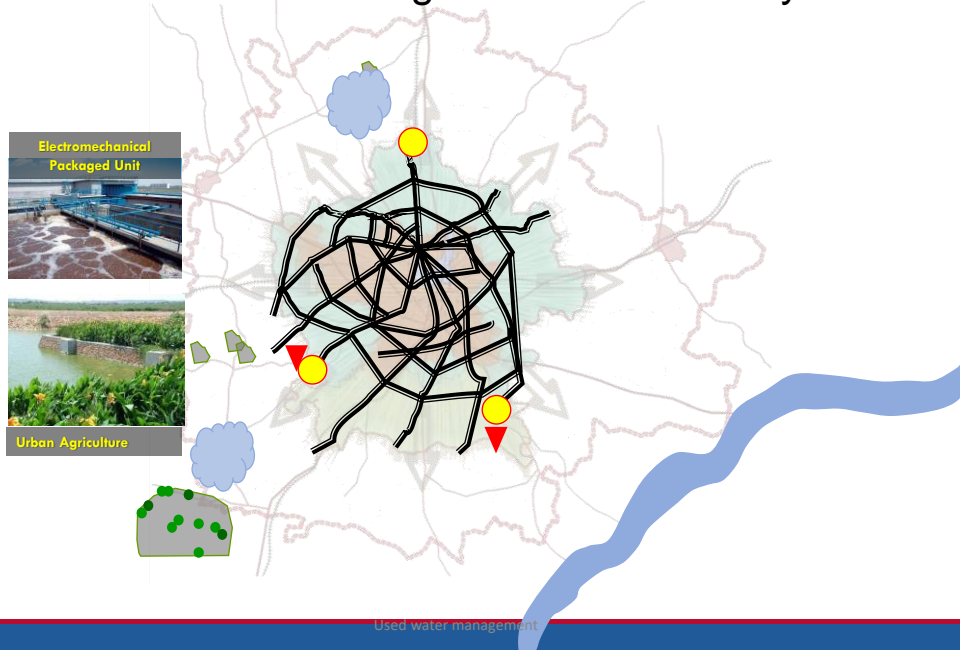 Electromechanical
Packaged Unit
Urban Agriculture
Used water management